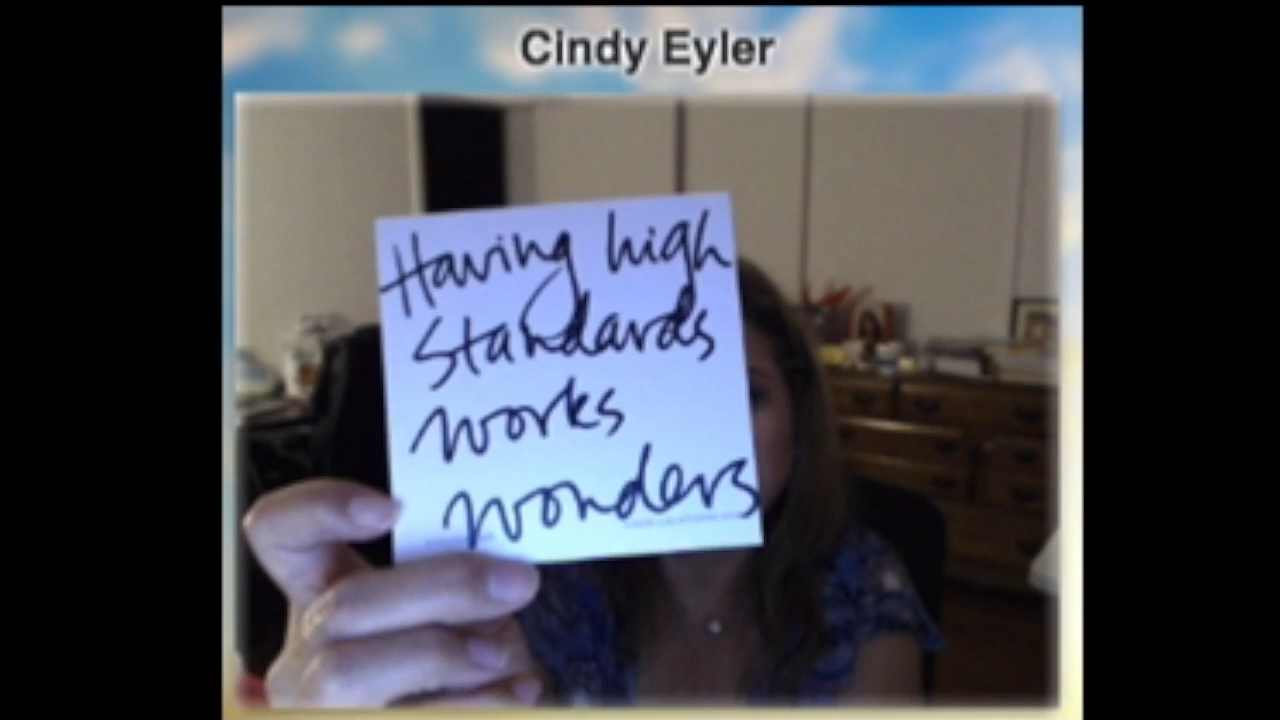 Cindy Eyler
Having high
standards
works
wonders